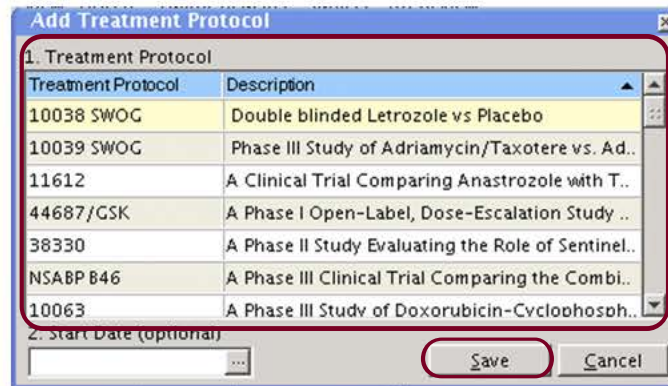 Add Treatment Protocol
1. Treatment Protocol
Treatment Protocol Description
10038 SWOG Double blinded Letrozole vs Placebo
10039 SWOG Phase III Study of Adriamycin/Taxotere vs. Ad..
11612 A Clinical Trial Comparing Anastrozole with T..
44687/GSK A Phase I Open-Label, Dose-Escalation Study ..
38330 A Phase II Study Evaluating the Role of Sentinel..
NSABP B46 A Phase III Clinical Trial Comparing the Combi..
10063 A Phase III Study of Doxorubicin-Cyclophosph..
2. Start Date (optional)
... Save Cancel